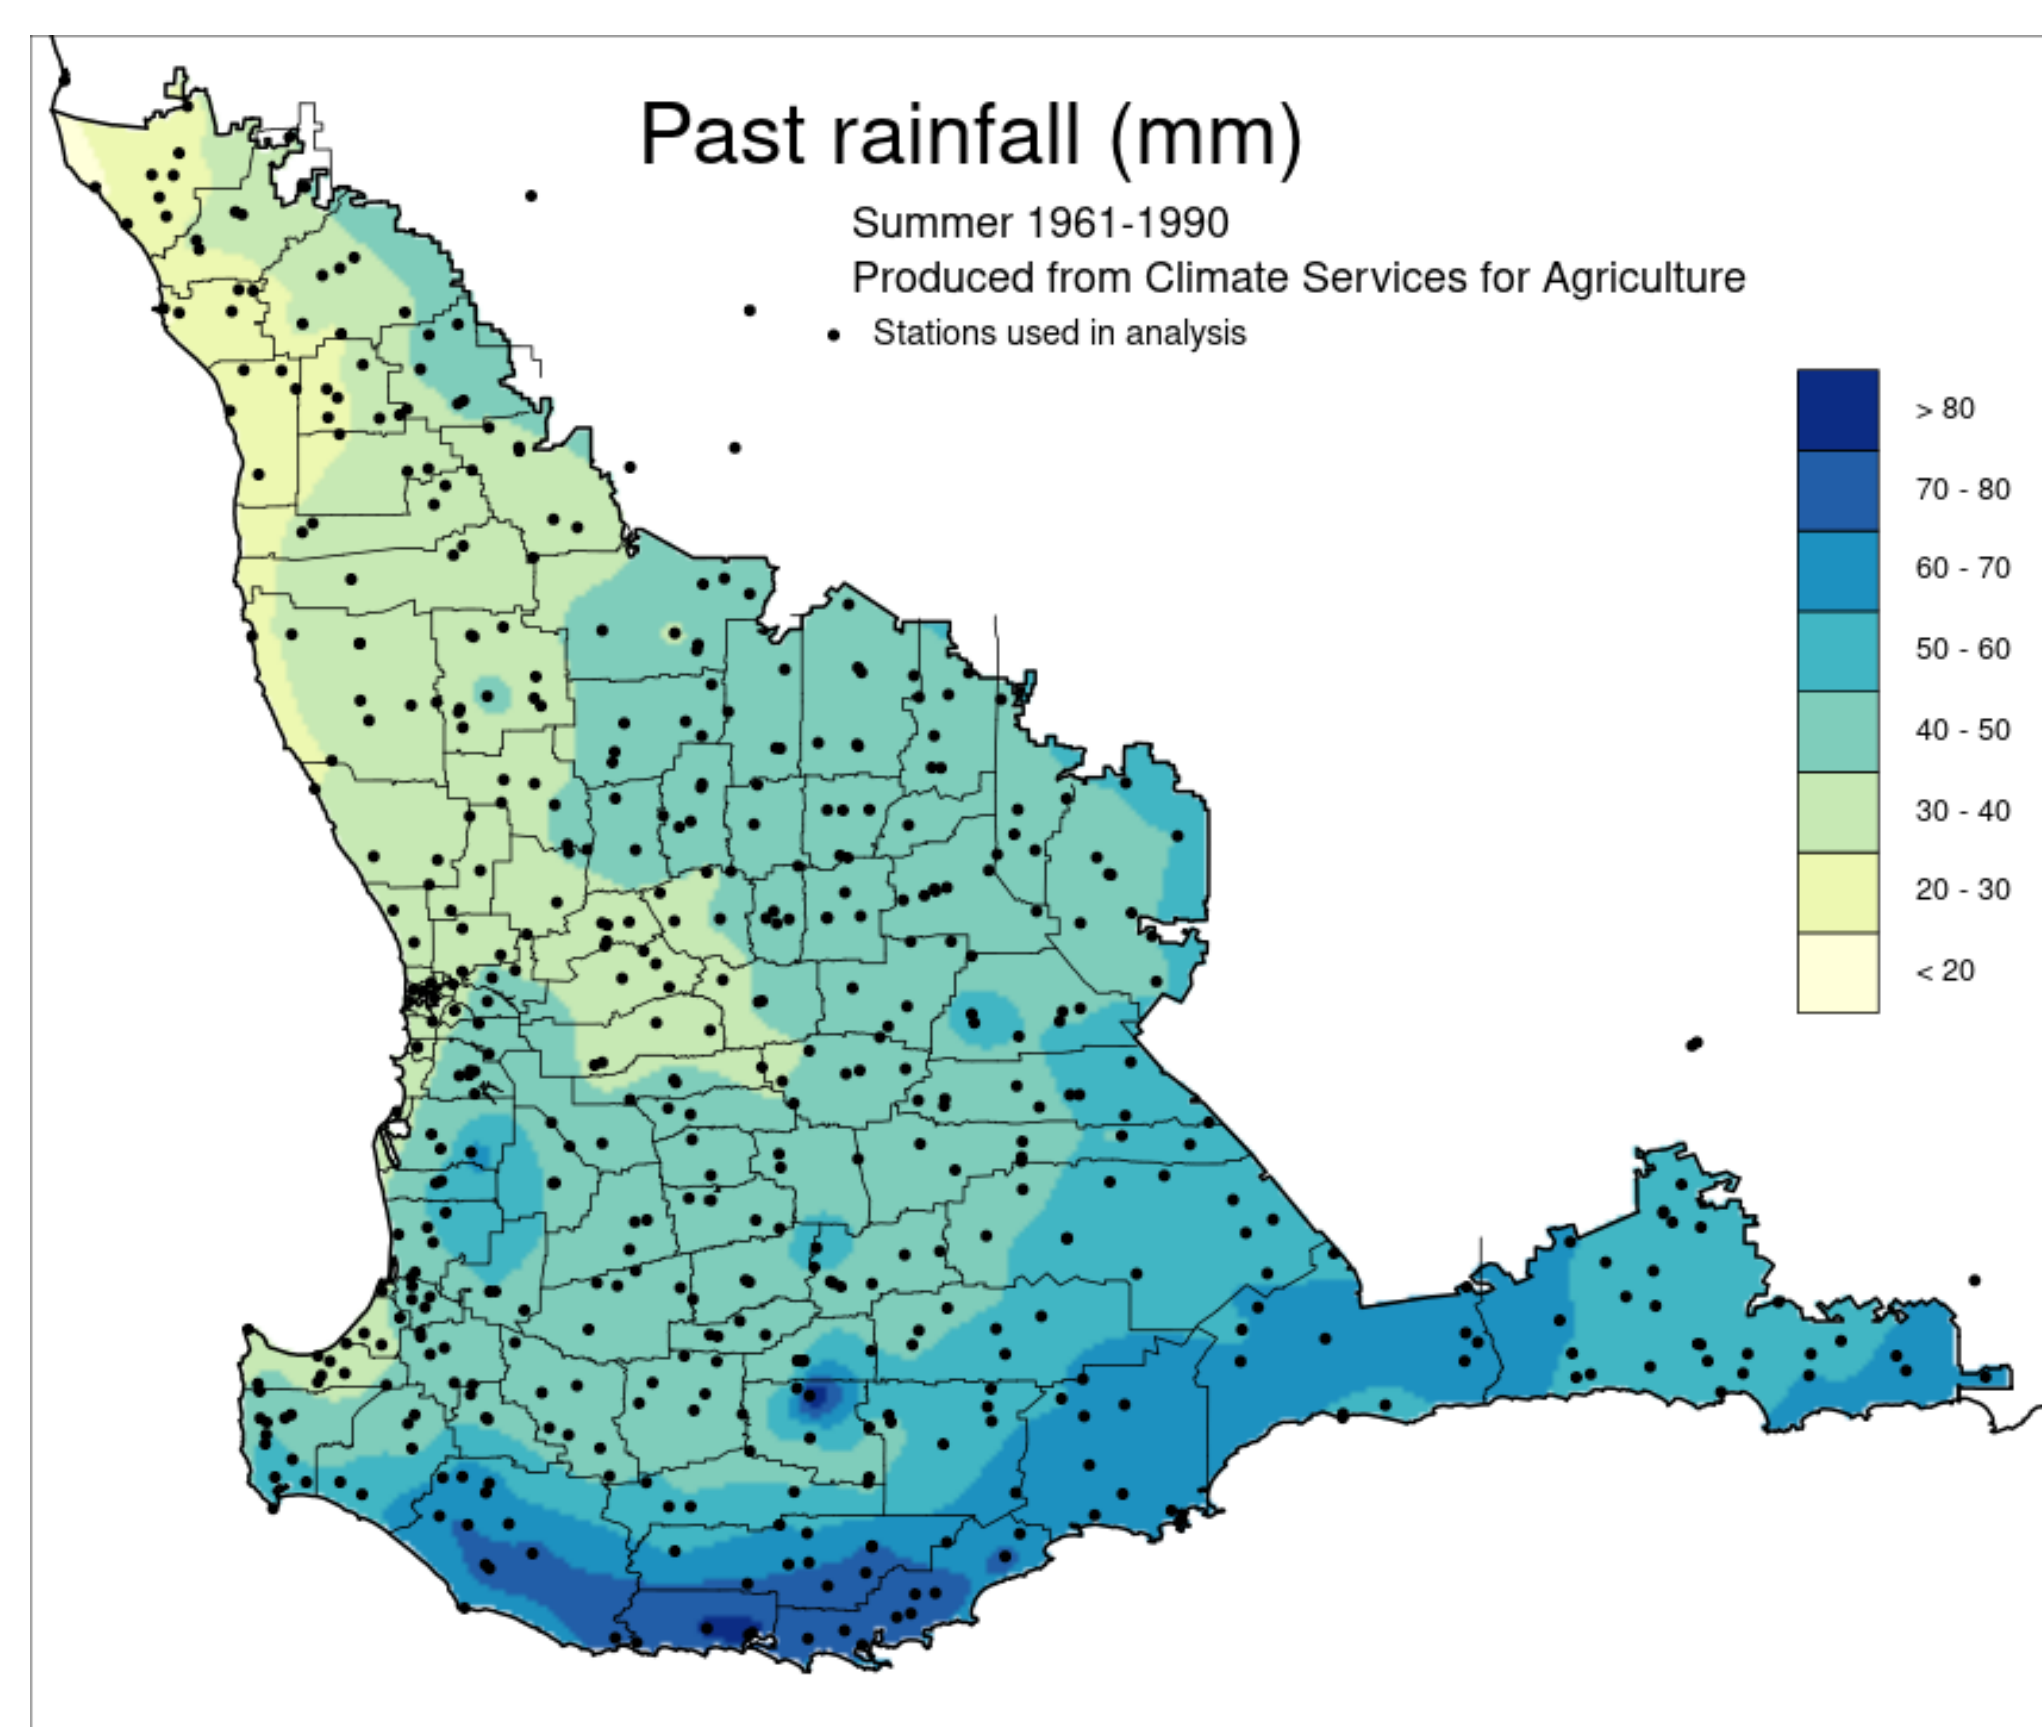 Past rainfall (mm)
Summer 1961-1990
Produced from Climate Services for Agriculture
Stations used in analysis
> 80
70 - 80
60 - 70
50 - 60
40 - 50
30 - 40
20 - 30
< 20